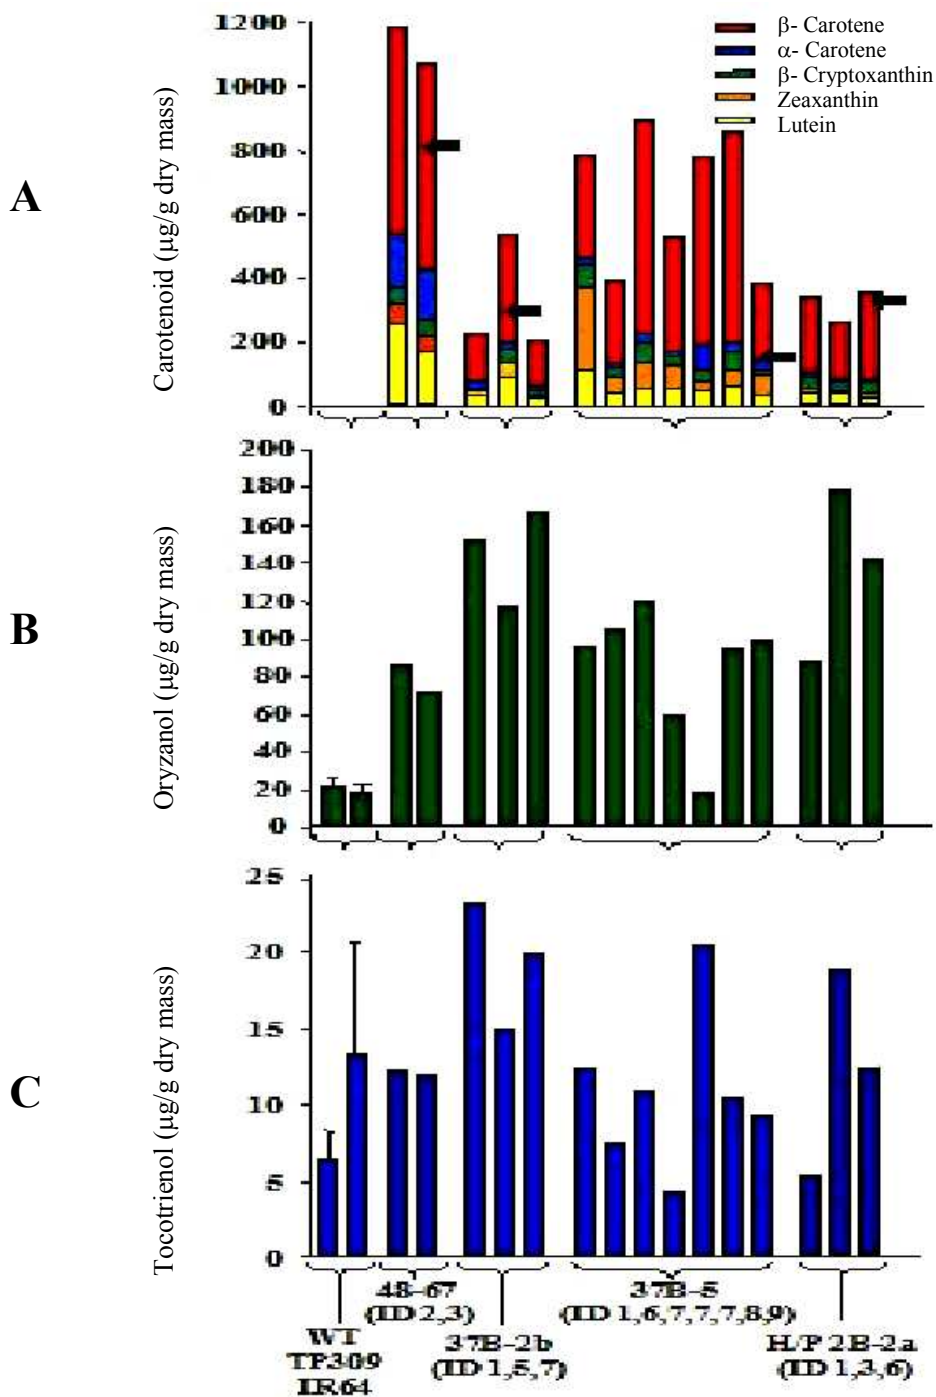 β- Carotene
α- Carotene
β- Cryptoxanthin
Zeaxanthin
Lutein
A
Carotenoid (µg/g dry mass)
1200
1000
800
600
400
200
0
B
Oryzanol (µg/g dry mass)
200
180
160
140
120
100
80
60
40
20
0
C
Tocotrienol (µg/g dry mass)
25
20
15
10
5
0
48-67
(ID 2,3)
37B-5
(ID 1,6,7,7,7,8,9)
WT
TP309
IR64
37B-2b
(ID 1,5,7)
H/P 2B-2a
(ID 1,3,6)